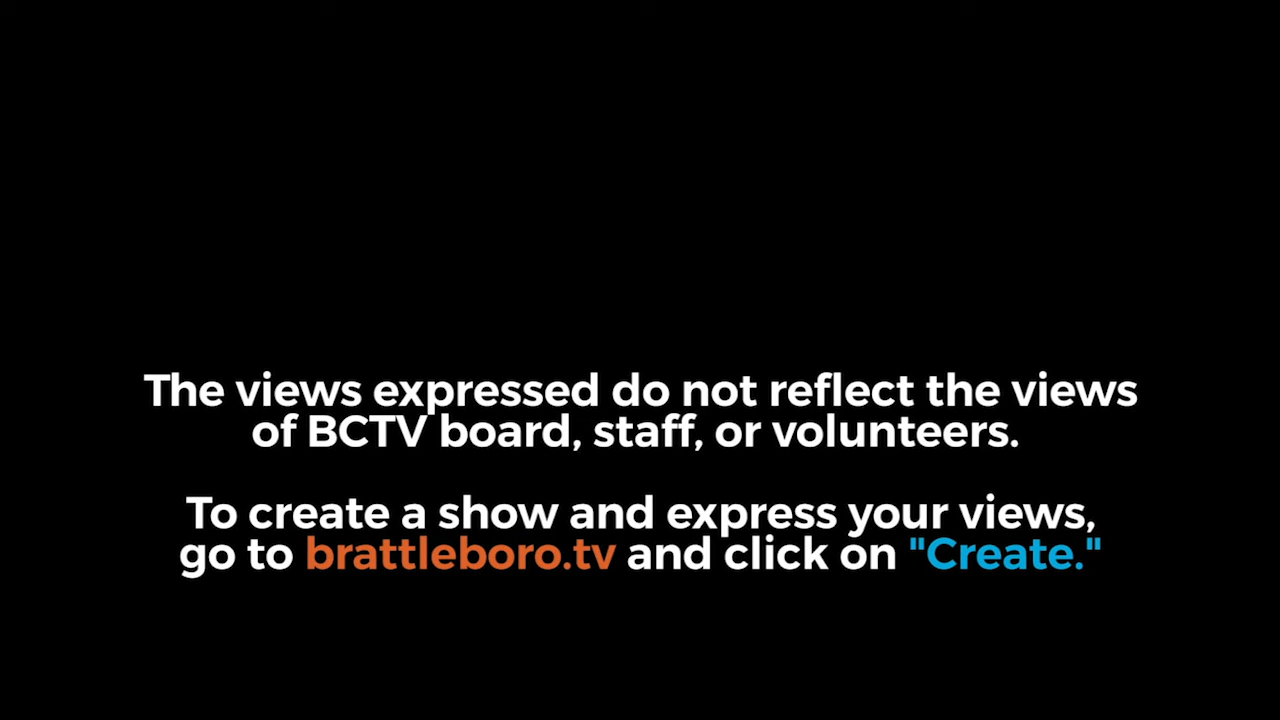 The views expressed do not reflect the views
of BCTV board, staff, or volunteers.
To create a show and express your views,
go to brattleboro.tv and click on "Create."